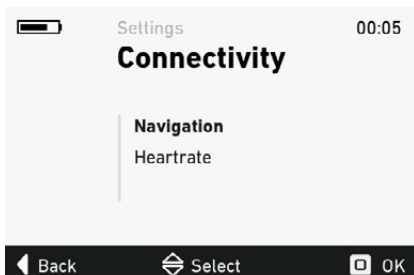 Settings
00:05
Connectivity
Navigation
Heartrate
Back
Select
OK